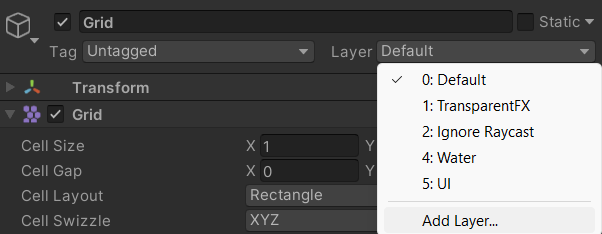 Grid
Static
Tag Untagged Layer Default
Transform
Grid
Cell Size X 1 Y
Cell Gap X 0 Y
Cell Layout Rectangle
Cell Swizzle XYZ
0: Default
1: TransparentFX
2: Ignore Raycast
4: Water
5: UI
Add Layer...